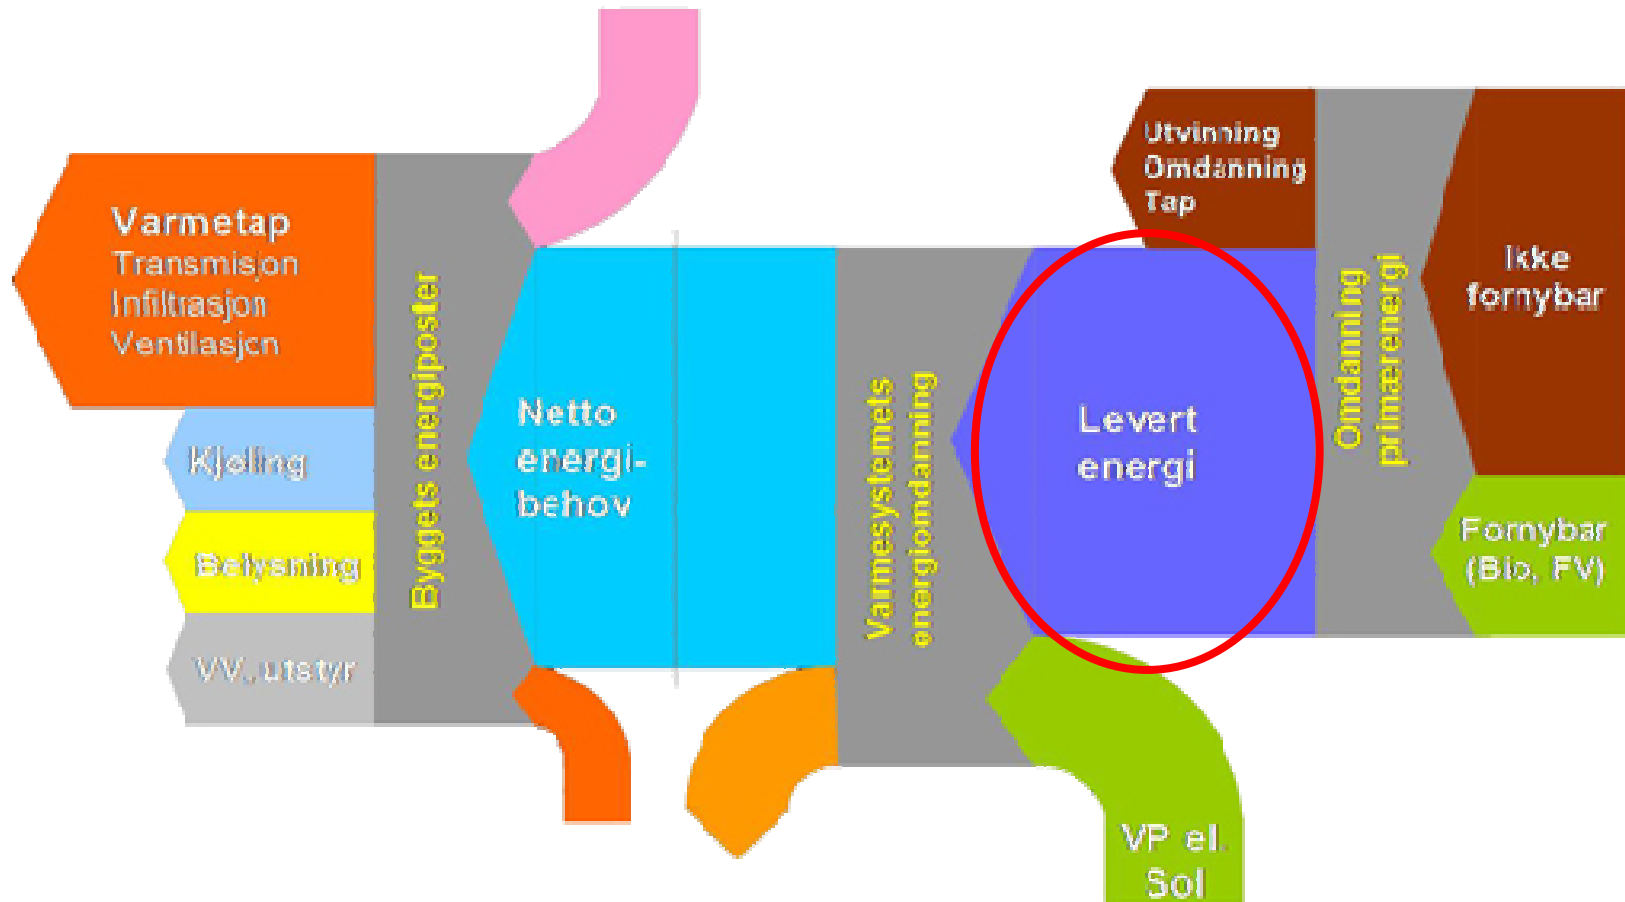 Varmetap
Transmisjon
Infiltrasjon
Ventilasjon
Kjøling
Belysning
VV, utstyr
Byggets energiposter
Netto
energi-
behov
Varmesystemets
energiomdanning
Levert
energi
Utvinning
Omdanning
Tap
Omdanning
primærenergi
Ikke
fornybar
Fornybar
(Bio, FV)
VP el.
Sol